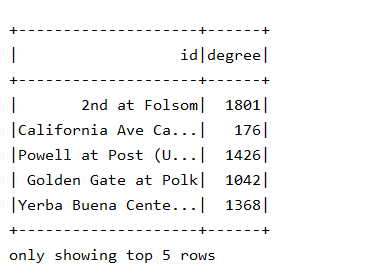 +--------------------+------+
|                  id|degree|
+--------------------+------+
|       2nd at Folsom|  1801|
|California Ave Ca...|   176|
|Powell at Post (U...|  1426|
| Golden Gate at Polk|  1042|
|Yerba Buena Cente...|  1368|
+--------------------+------+
only showing top 5 rows